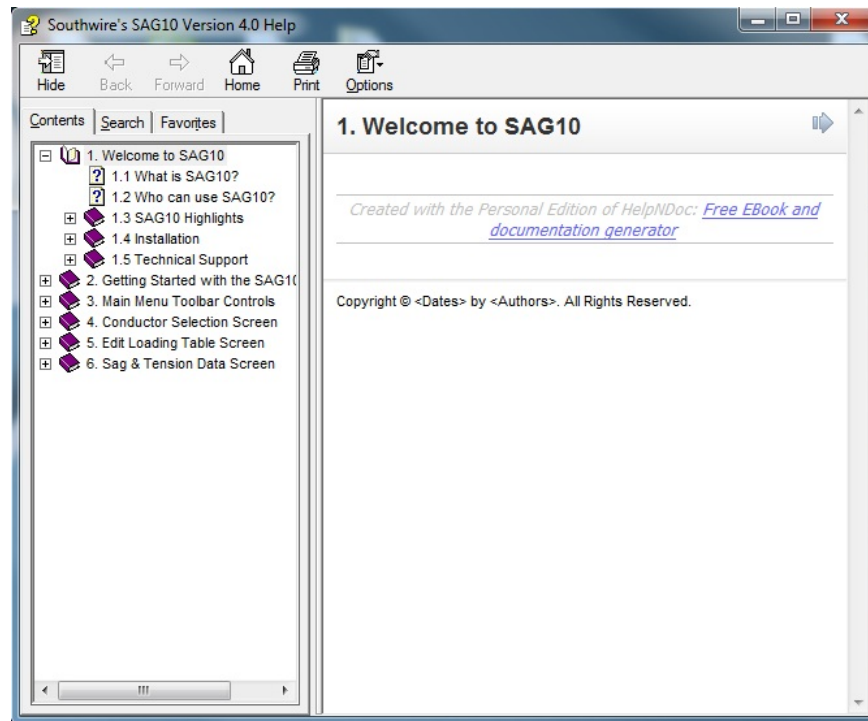 Southwire's SAG10 Version 4.0 Help
Hide Back Forward Home Print Options
Contents Search Favorites
1. Welcome to SAG10
1.1 What is SAG10?
1.2 Who can use SAG10?
1.3 SAG10 Highlights
1.4 Installation
1.5 Technical Support
2. Getting Started with the SAG10
3. Main Menu Toolbar Controls
4. Conductor Selection Screen
5. Edit Loading Table Screen
6. Sag & Tension Data Screen
1. Welcome to SAG10
Created with the Personal Edition of HelpNDoc: Free EBook and
documentation generator
Copyright © <Dates> by <Authors>. All Rights Reserved.